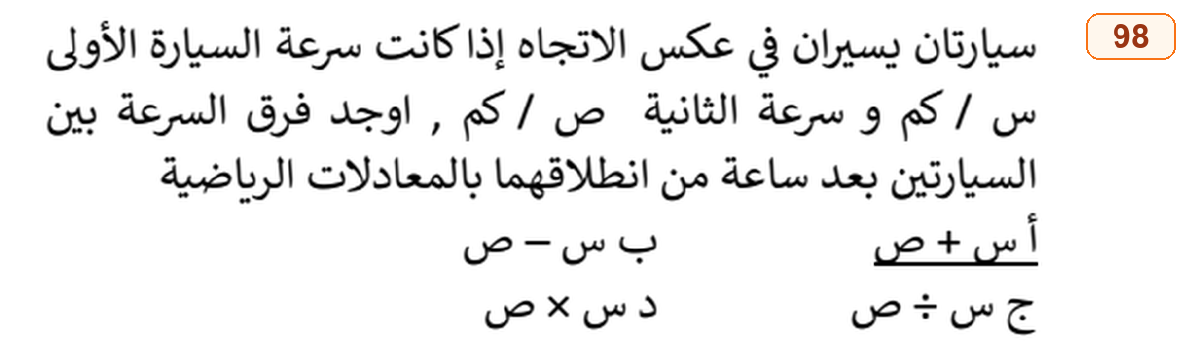 98
سيارتان يسيران في عكس الاتجاه إذا كانت سرعة السيارة الأولى
س / كم و سرعة الثانية ص / كم , اوجد فرق السرعة بين
السيارتين بعد ساعة من انطلاقهما بالمعادلات الرياضية
أ س + ص ب س – ص
ج س ÷ ص د س × ص